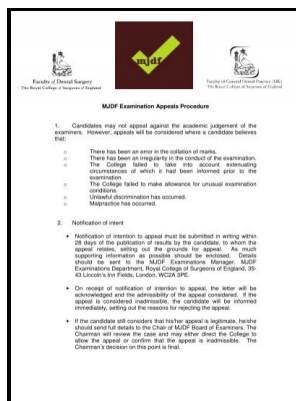 mjdf
Faculty of Dental Surgery
The Royal College of Surgeons of England
Faculty of General Dental Practice (UK)
The Royal College of Surgeons of England
MJDF Examination Appeals Procedure
1. Candidates may not appeal against the academic judgement of the
examiners. However, appeals will be considered where a candidate believes
that:
o There has been an error in the collation of marks.
o There has been an irregularity in the conduct of the examination.
o The College failed to take into account extenuating
circumstances of which it had been informed prior to the
examination.
o The College failed to make allowance for unusual examination
conditions.
o Unlawful discrimination has occurred.
o Malpractice has occurred.
2. Notification of intent
• Notification of intention to appeal must be submitted in writing within
28 days of the publication of results by the candidate, to whom the
appeal relates, setting out the grounds for appeal. As much
supporting information as possible should be enclosed. Details
should be sent to the MJDF Examinations Manager, MJDF
Examinations Department, Royal College of Surgeons of England, 35-
43 Lincoln's Inn Fields, London, WC2A 3PE.
• On receipt of notification of intention to appeal, the letter will be
acknowledged and the admissibility of the appeal considered. If the
appeal is considered inadmissible, the candidate will be informed
immediately, setting out the reasons for rejecting the appeal.
• If the candidate still considers that his/her appeal is legitimate, he/she
should send full details to the Chair of MJDF Board of Examiners. The
Chairman will review the case and may either direct the College to
allow the appeal or confirm that the appeal is inadmissible. The
Chairman's decision on this point is final.